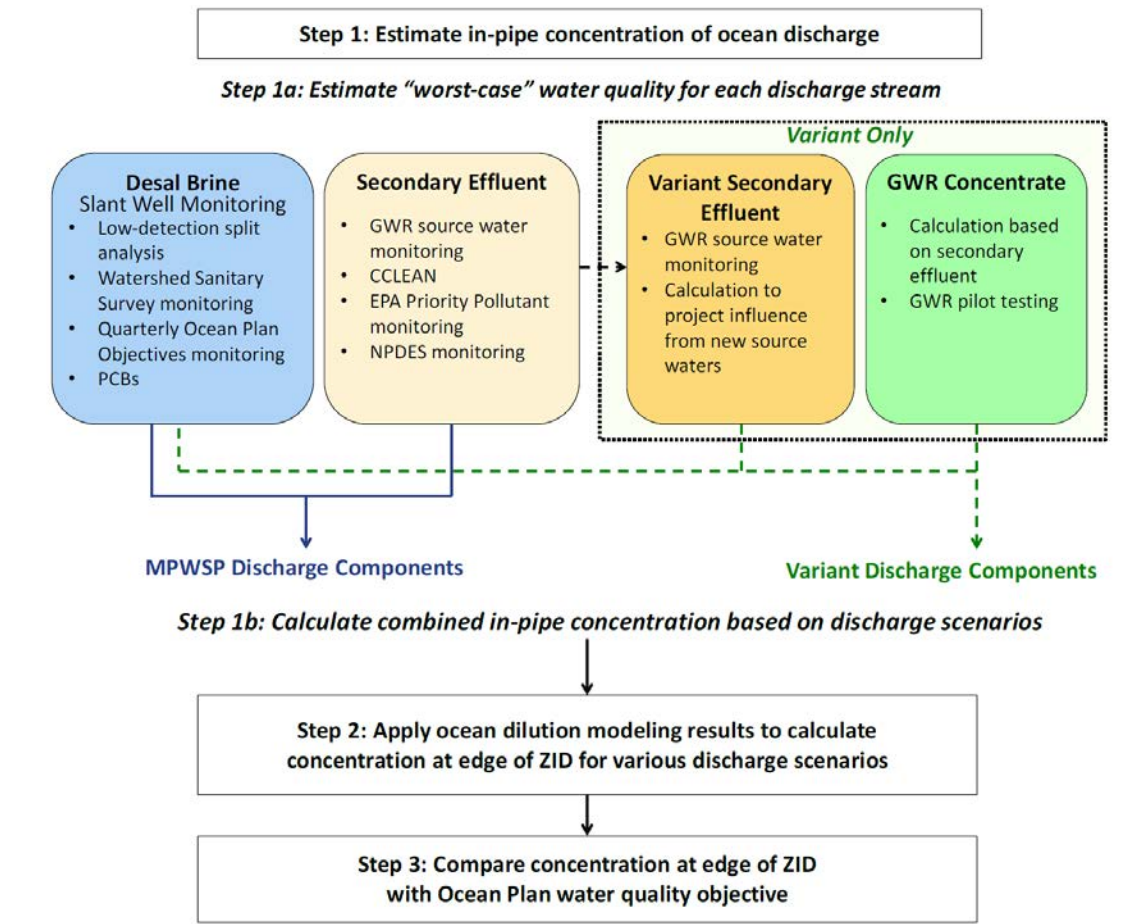 Step 1: Estimate in-pipe concentration of ocean discharge
Step 1a: Estimate “worst-case” water quality for each discharge stream
Variant Only
Desal Brine
Slant Well Monitoring
• Low-detection split
analysis
• Watershed Sanitary
Survey monitoring
• Quarterly Ocean Plan
Objectives monitoring
• PCBs
Secondary Effluent
• GWR source water
monitoring
• CCLEAN
• EPA Priority Pollutant
monitoring
• NPDES monitoring
Variant Secondary
Effluent
• GWR source water
monitoring
• Calculation to
project influence
from new source
waters
GWR Concentrate
• Calculation based
on secondary
effluent
• GWR pilot testing
MPWSP Discharge Components
Variant Discharge Components
Step 1b: Calculate combined in-pipe concentration based on discharge scenarios
Step 2: Apply ocean dilution modeling results to calculate
concentration at edge of ZID for various discharge scenarios
Step 3: Compare concentration at edge of ZID
with Ocean Plan water quality objective